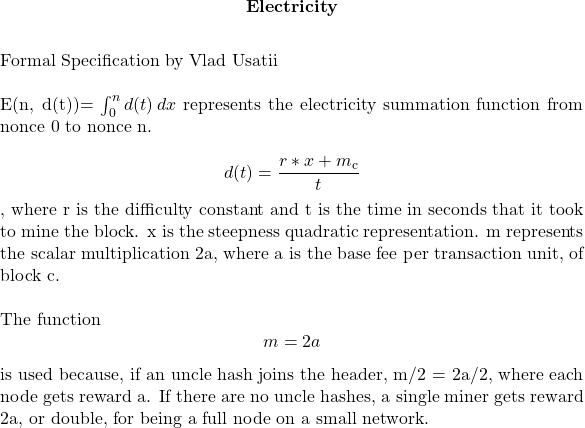 Electricity
Formal Specification by Vlad Usatii
E(n, d(t))= ∫₀ⁿ d(t) dx represents the electricity summation function from
nonce 0 to nonce n.
d(t) = (r * x + m_c) / t
, where r is the difficulty constant and t is the time in seconds that it took
to mine the block. x is the steepness quadratic representation. m represents
the scalar multiplication 2a, where a is the base fee per transaction unit, of
block c.
The function
m = 2a
is used because, if an uncle hash joins the header, m/2 = 2a/2, where each
node gets reward a. If there are no uncle hashes, a single miner gets reward
2a, or double, for being a full node on a small network.